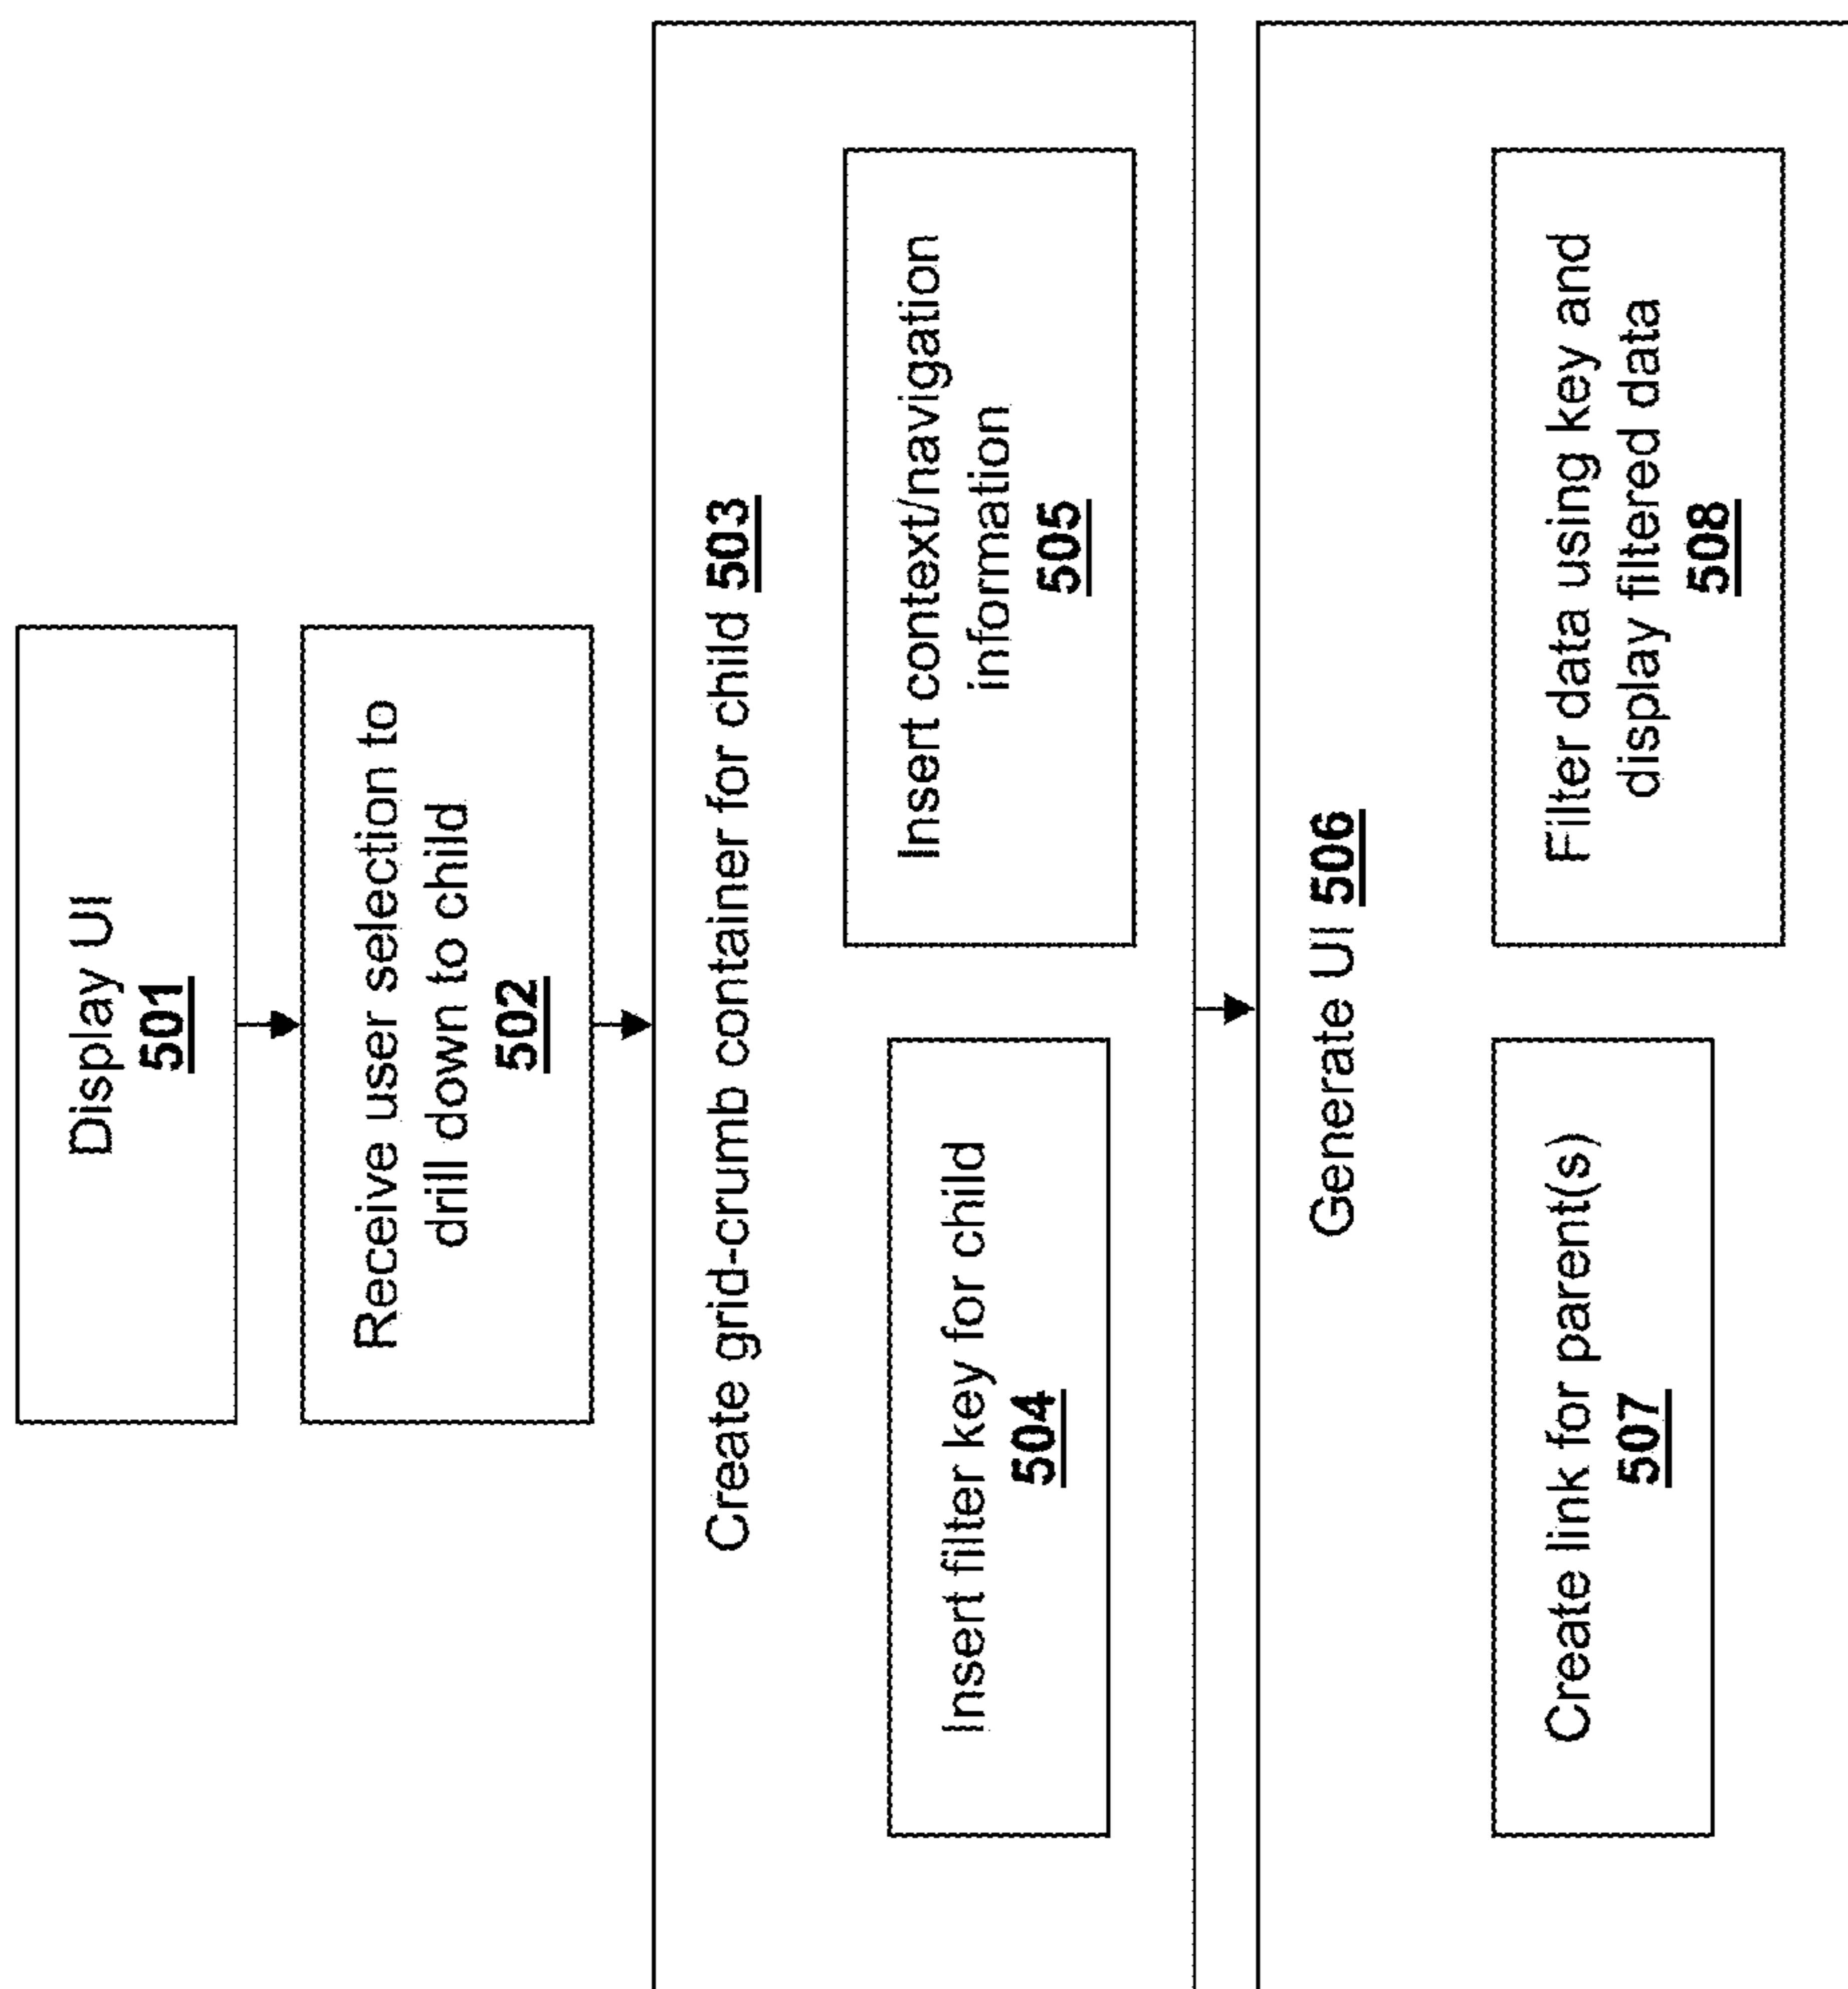 Display UI
501
Receive user selection to
drill down to child
502
Create grid-crumb container for child 503
Insert filter key for child
504
Insert context/navigation
information
505
Generate UI 506
Create link for parent(s)
507
Filter data using key and
display filtered data
508